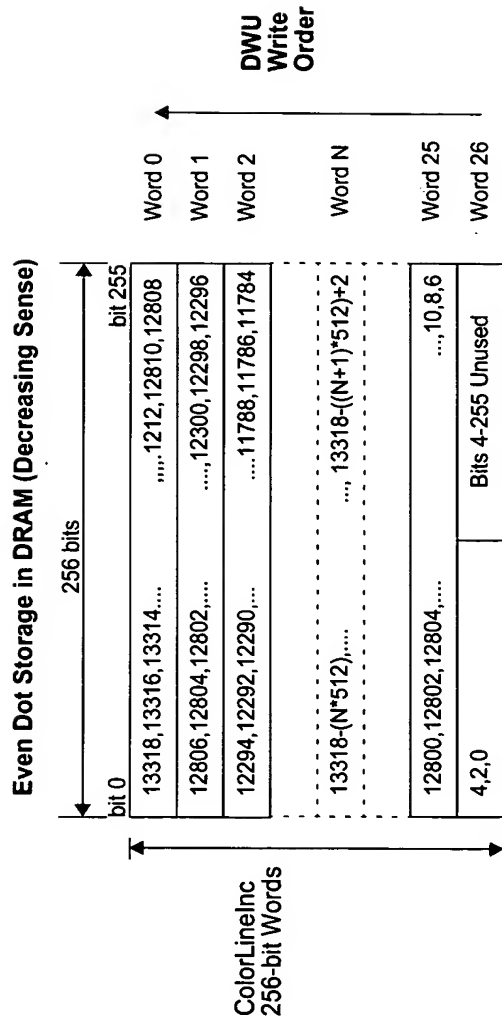 Even Dot Storage in DRAM (Decreasing Sense)
256 bits
bit 0 bit 255
13318,13316,13314.... ,,,,.1212,12810,12808 Word 0
12806,12804,12802,.... ....,12300,12298,12296 Word 1
12294,12292,12290,... ....11788,11786,11784 Word 2
13318-(N*512),.... ..., 13318-((N+1)*512)+2 Word N
12800,12802,12804,.... ...,10,8,6 Word 25
4,2,0 Bits 4-255 Unused Word 26
ColorLineInc
256-bit Words
DWU
Write
Order